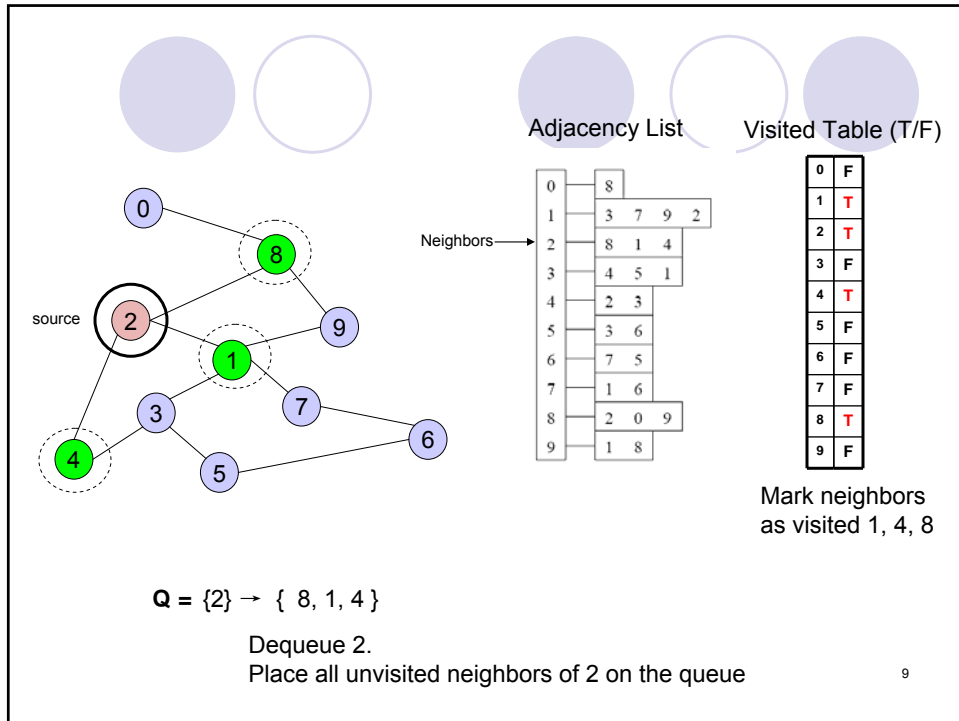 Adjacency List
Visited Table (T/F)
0
8
2
source
9
1
3
7
4
5
6
Neighbors
0 8
1 3 7 9 2
2 8 1 4
3 4 5 1
4 2 3
5 3 6
6 7 5
7 1 6
8 2 0 9
9 1 8
0 F
1 T
2 T
3 F
4 T
5 F
6 F
7 F
8 T
9 F
Mark neighbors
as visited 1, 4, 8
Q = {2} → { 8, 1, 4 }
Dequeue 2.
Place all unvisited neighbors of 2 on the queue
9